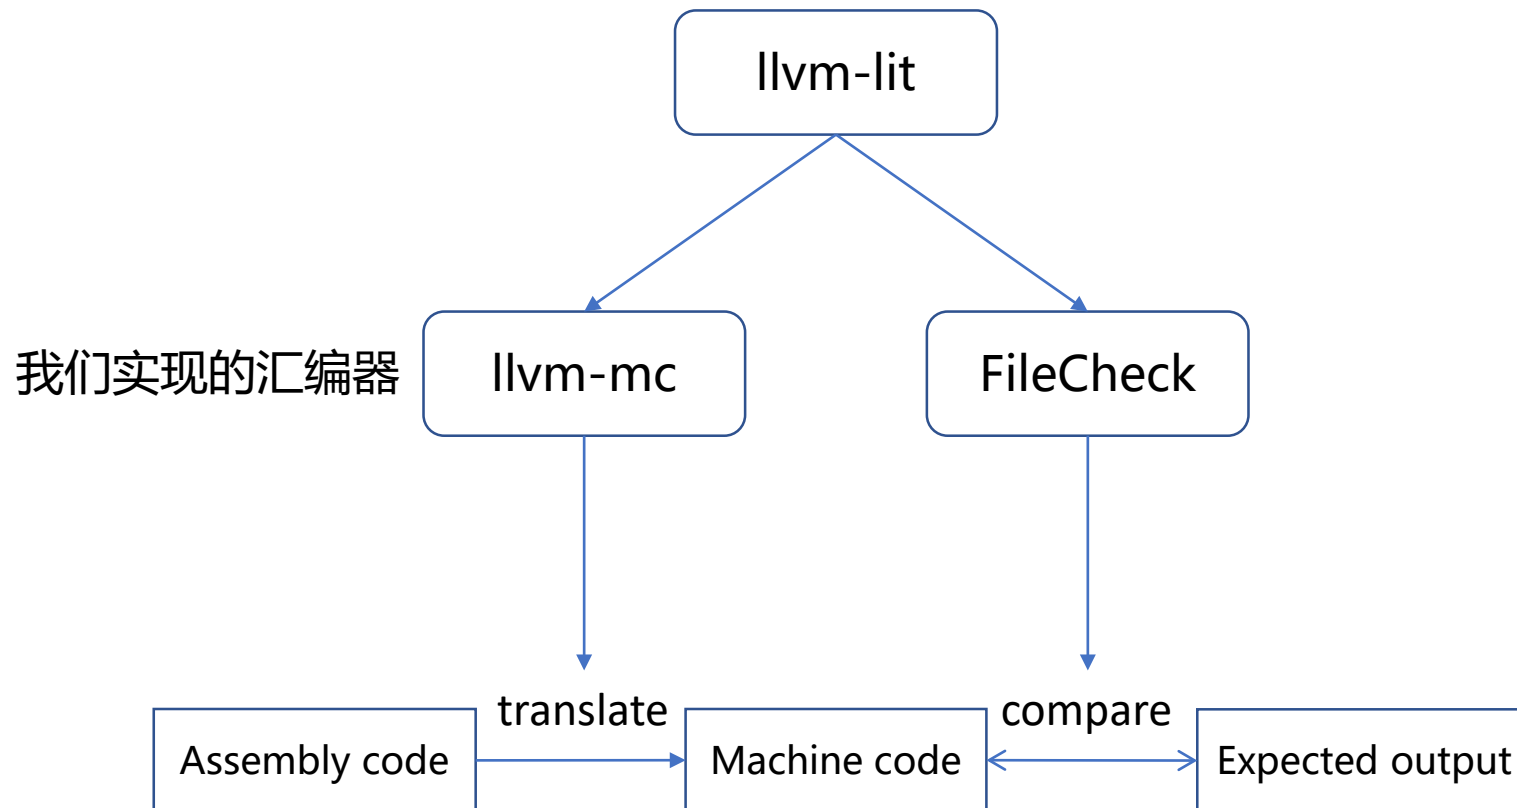 llvm-lit
我们实现的汇编器
llvm-mc
FileCheck
translate
compare
Assembly code
Machine code
Expected output